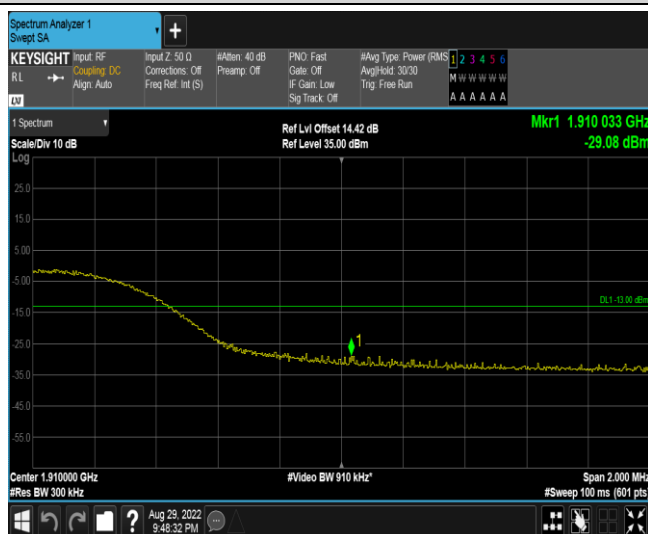 Spectrum Analyzer 1
Swept SA
+
KEYSIGHT Input: RF Input Z: 50 Ω #Atten: 40 dB PNO: Fast #Avg Type: Power (RMS 1 2 3 4 5 6
RL Coupling: DC Corrections: Off Preamp: Off Gate: Off Avg|Hold: 30/30 M W W W W W
Align: Auto Freq Ref: Int (S) IF Gain: Low Trig: Free Run
Sig Track: Off A A A A A A
LXI
1 Spectrum Ref Lvl Offset 14.42 dB Mkr1 1.910 033 GHz
Scale/Div 10 dB Ref Level 35.00 dBm -29.08 dBm
Log
25.0
15.0
5.00
-5.00
DL1 -13.00 dBm
-15.0
1
-25.0
-35.0
-45.0
-55.0
Center 1.910000 GHz #Video BW 910 kHz* Span 2.000 MHz
#Res BW 300 kHz #Sweep 100 ms (601 pts)
? Aug 29, 2022
9:48:32 PM